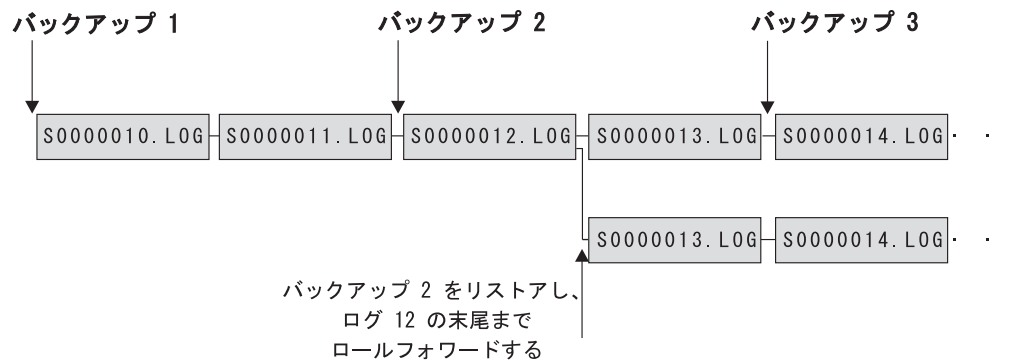 バックアップ 1
バックアップ 2
バックアップ 3
S0000010.LOG
S0000011.LOG
S0000012.LOG
S0000013.LOG
S0000014.LOG
S0000013.LOG
S0000014.LOG
バックアップ 2 をリストアし、
ログ 12 の末尾まで
ロールフォワードする